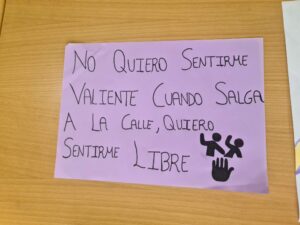 No Quiero Sentirme
Valiente Cuando Salga
A La Calle, Quiero
Sentirme Libre